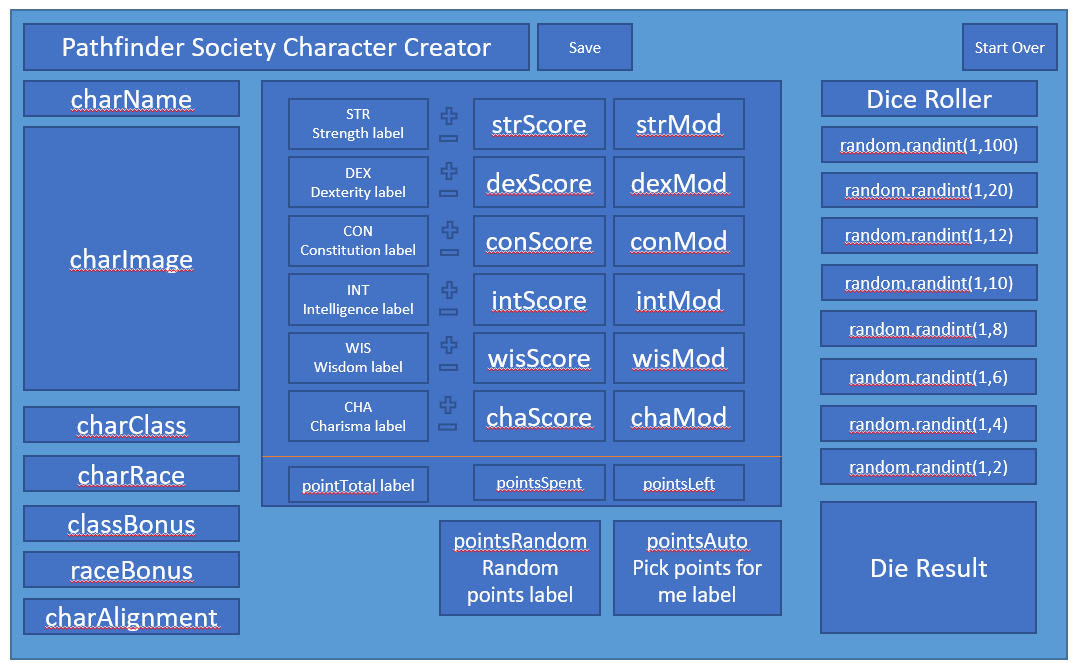 Pathfinder Society Character Creator
Save
Start Over
charName
charImage
charClass
charRace
classBonus
raceBonus
charAlignment
STR
Strength label
strScore
strMod
DEX
Dexterity label
dexScore
dexMod
CON
Constitution label
conScore
conMod
INT
Intelligence label
intScore
intMod
WIS
Wisdom label
wisScore
wisMod
CHA
Charisma label
chaScore
chaMod
pointTotal label
pointsSpent
pointsLeft
pointsRandom
Random
points label
pointsAuto
Pick points for
me label
Dice Roller
random.randint(1,100)
random.randint(1,20)
random.randint(1,12)
random.randint(1,10)
random.randint(1,8)
random.randint(1,6)
random.randint(1,4)
random.randint(1,2)
Die Result